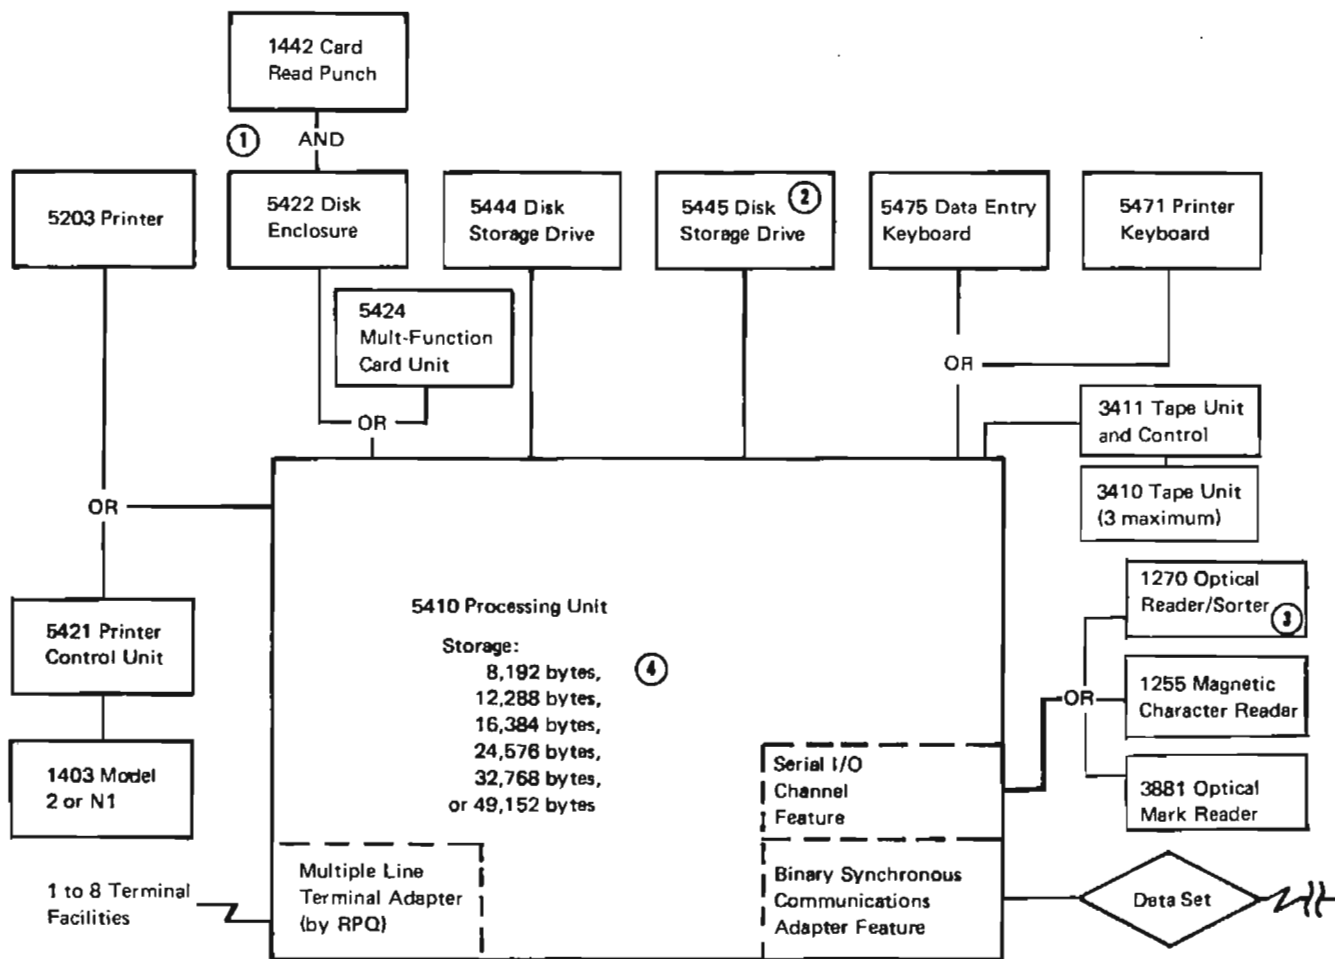 1442 Card
Read Punch
1
AND
5203 Printer
5422 Disk
Enclosure
5444 Disk
Storage Drive
5445 Disk
Storage Drive
2
5475 Data Entry
Keyboard
5471 Printer
Keyboard
5424
Mult-Function
Card Unit
OR
OR
3411 Tape Unit
and Control
3410 Tape Unit
(3 maximum)
OR
5421 Printer
Control Unit
1403 Model
2 or N1
5410 Processing Unit
Storage:
8,192 bytes,
12,288 bytes,
16,384 bytes,
24,576 bytes,
32,768 bytes,
or 49,152 bytes
4
1270 Optical
Reader/Sorter
3
OR
1255 Magnetic
Character Reader
3881 Optical
Mark Reader
Serial I/O
Channel
Feature
1 to 8 Terminal
Facilities
Multiple Line
Terminal Adapter
(by RPQ)
Binary Synchronous
Communications
Adapter Feature
Data Set